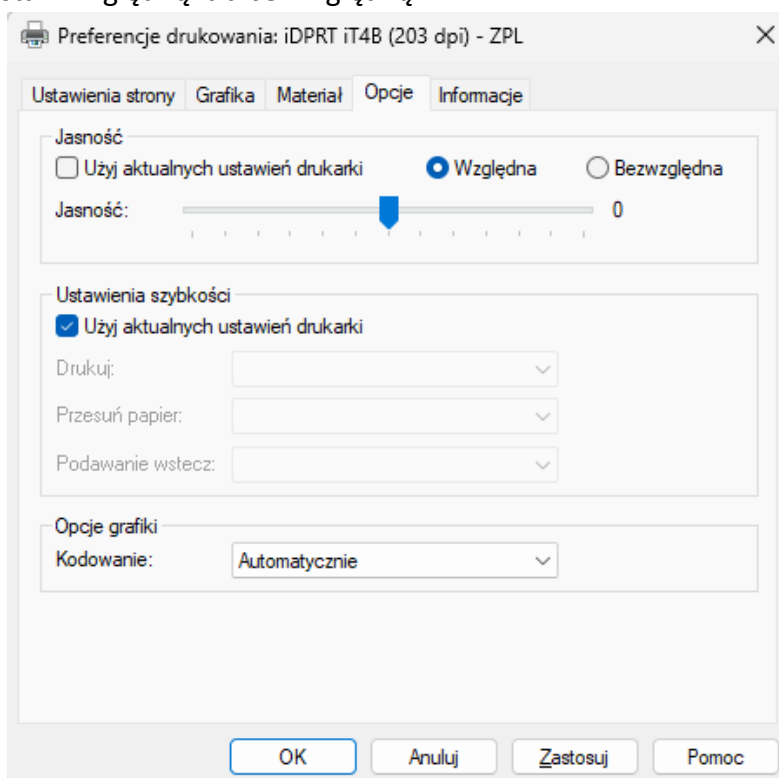 Preferencje drukowania: iDPRT iT4B (203 dpi) - ZPL
Ustawienia strony Grafika Materiał Opcje Informacje
Jasność
Użyj aktualnych ustawień drukarki Względna Bezwzględna
Jasność: 0
Ustawienia szybkości
Użyj aktualnych ustawień drukarki
Drukuj:
Przesuń papier:
Podawanie wstecz:
Opcje grafiki
Kodowanie: Automatycznie
OK Anuluj Zastosuj Pomoc